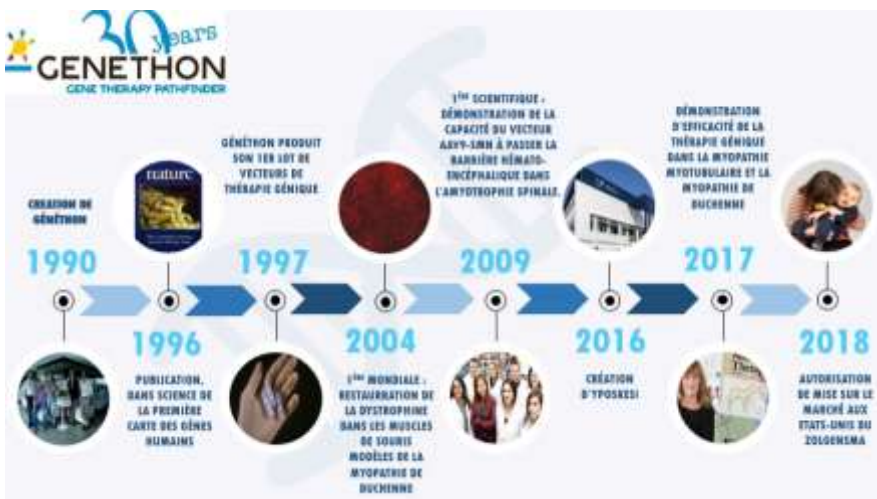 30 years
GENETHON
GENE THERAPY PATHFINDER
CREATION DE
GÉNÉTHON
1990
nature
1996
PUBLICATION,
DANS SCIENCE DE
LA PREMIÈRE
CARTE DES GÈNES
HUMAINS
GÉNÉTHON PRODUIT
SON 1ER LOT DE
VECTEURS DE
THÉRAPIE GÉNIQUE
1997
2004
1ÈRE MONDIALE :
RESTAURRATION DE
LA DYSTROPHINE
DANS LES MUSCLES
DE SOURIS
MODÈLES DE LA
MYOPATHIE DE
DUCHENNE
1ÈRE SCIENTIFIQUE :
DÉMONSTRATION DE LA
CAPACITÉ DU VECTEUR
AAV9-SMN À PASSER LA
BARRIÈRE HÉMATO-
ENCÉPHALIQUE DANS
L'AMYOTROPHIE SPINALE.
2009
2016
CRÉATION
D'YPOSKESI
DÉMONSTRATION
D'EFFICACITÉ DE LA
THÉRAPIE GÉNIQUE
DANS LA MYOPATHIE
MYOTUBULAIRE ET LA
MYOPATHIE DE
DUCHENNE
2017
2018
AUTORISATION
DE MISE SUR LE
MARCHÉ AUX
ETATS-UNIS DU
ZOLGENSMA